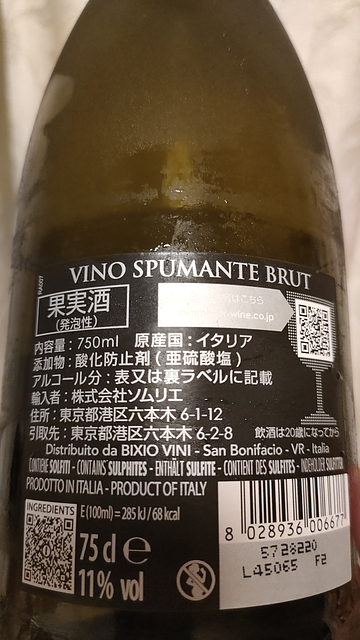 VINO SPUMANTE BRUT
果実酒
(発泡性)
はこちら
wine.co.jp
内容量：750ml　原産国：イタリア
添加物：酸化防止剤（亜硫酸塩）
アルコール分：表又は裏ラベルに記載
輸入者：株式会社ソムリエ
住所：東京都港区六本木 6-1-12
引取先：東京都港区六本木 6-2-8　飲酒は20歳になってから
Distribuito da BIXIO VINI - San Bonifacio - VR - Italia
CONTIENE SOLFITI - CONTAINS SULPHITES - ENTHÄLT SULFITE - CONTIENT DES SULFITES - INDEHOLDER SULFITTER
PRODOTTO IN ITALIA - PRODUCT OF ITALY
INGREDIENTS
E (100ml) = 285 kJ / 68 kcal
75 cl e
11% vol
8 028936 006677
5728220
L45065 F2